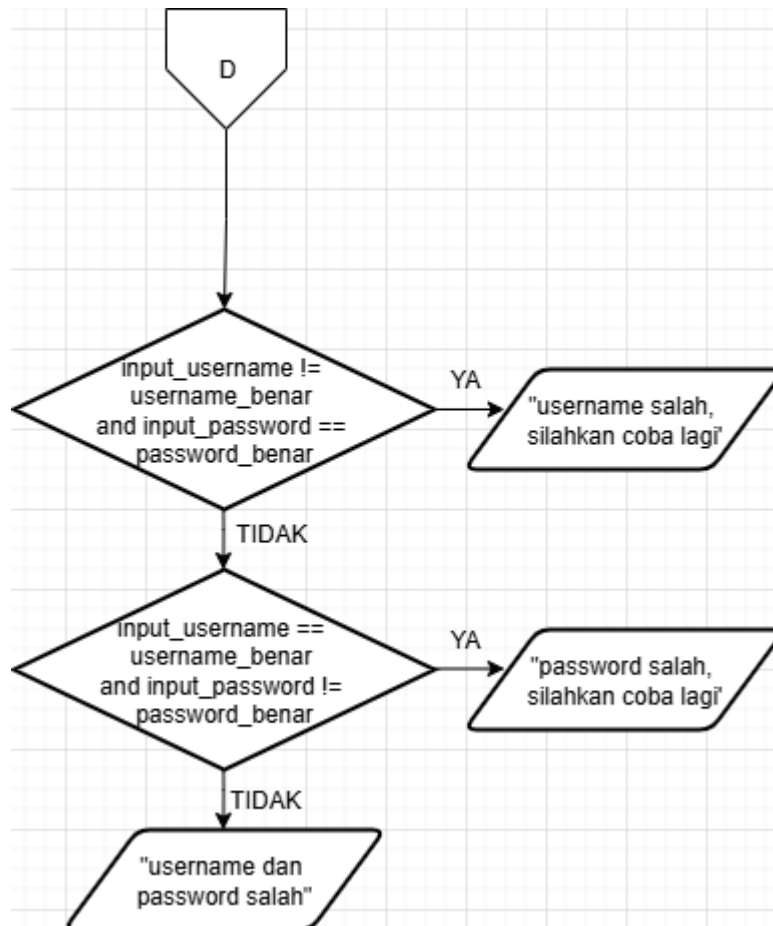 D
input_username !=
username_benar
and input_password ==
password_benar
YA
"username salah,
silahkan coba lagi'
TIDAK
input_username ==
username_benar
and input_password !=
password_benar
YA
"password salah,
silahkan coba lagi'
TIDAK
"username dan
password salah"